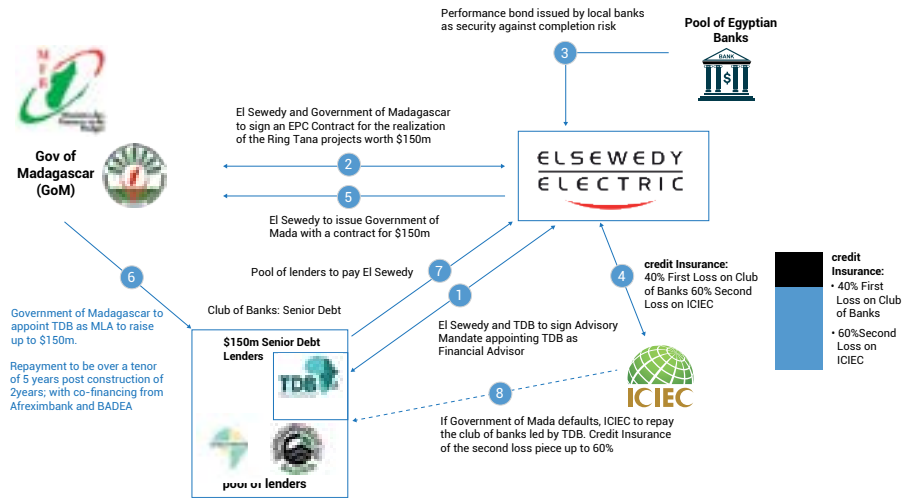 Performance bond issued by local banks
as security against completion risk
Pool of Egyptian
Banks
3
BANK
$
El Sewedy and Government of Madagascar
to sign an EPC Contract for the realization
of the Ring Tana projects worth $150m
Gov of
Madagascar
(GoM)
2
ELSEWEDY
ELECTRIC
5
El Sewedy to issue Government of
Mada with a contract for $150m
6
Pool of lenders to pay El Sewedy
7
4
credit Insurance:
40% First Loss on Club
of Banks 60% Second
Loss on ICIEC
credit
Insurance:
• 40% First
Loss on Club
of Banks
• 60%Second
Loss on
ICIEC
1
Government of Madagascar to
appoint TDB as MLA to raise
up to $150m.
Repayment to be over a tenor
of 5 years post construction of
2years; with co-financing from
Afreximbank and BADEA
Club of Banks: Senior Debt
$150m Senior Debt
Lenders
TDB
El Sewedy and TDB to sign Advisory
Mandate appointing TDB as
Financial Advisor
ICIEC
8
If Government of Mada defaults, ICIEC to repay
the club of banks led by TDB. Credit Insurance
of the second loss piece up to 60%
pool of lenders